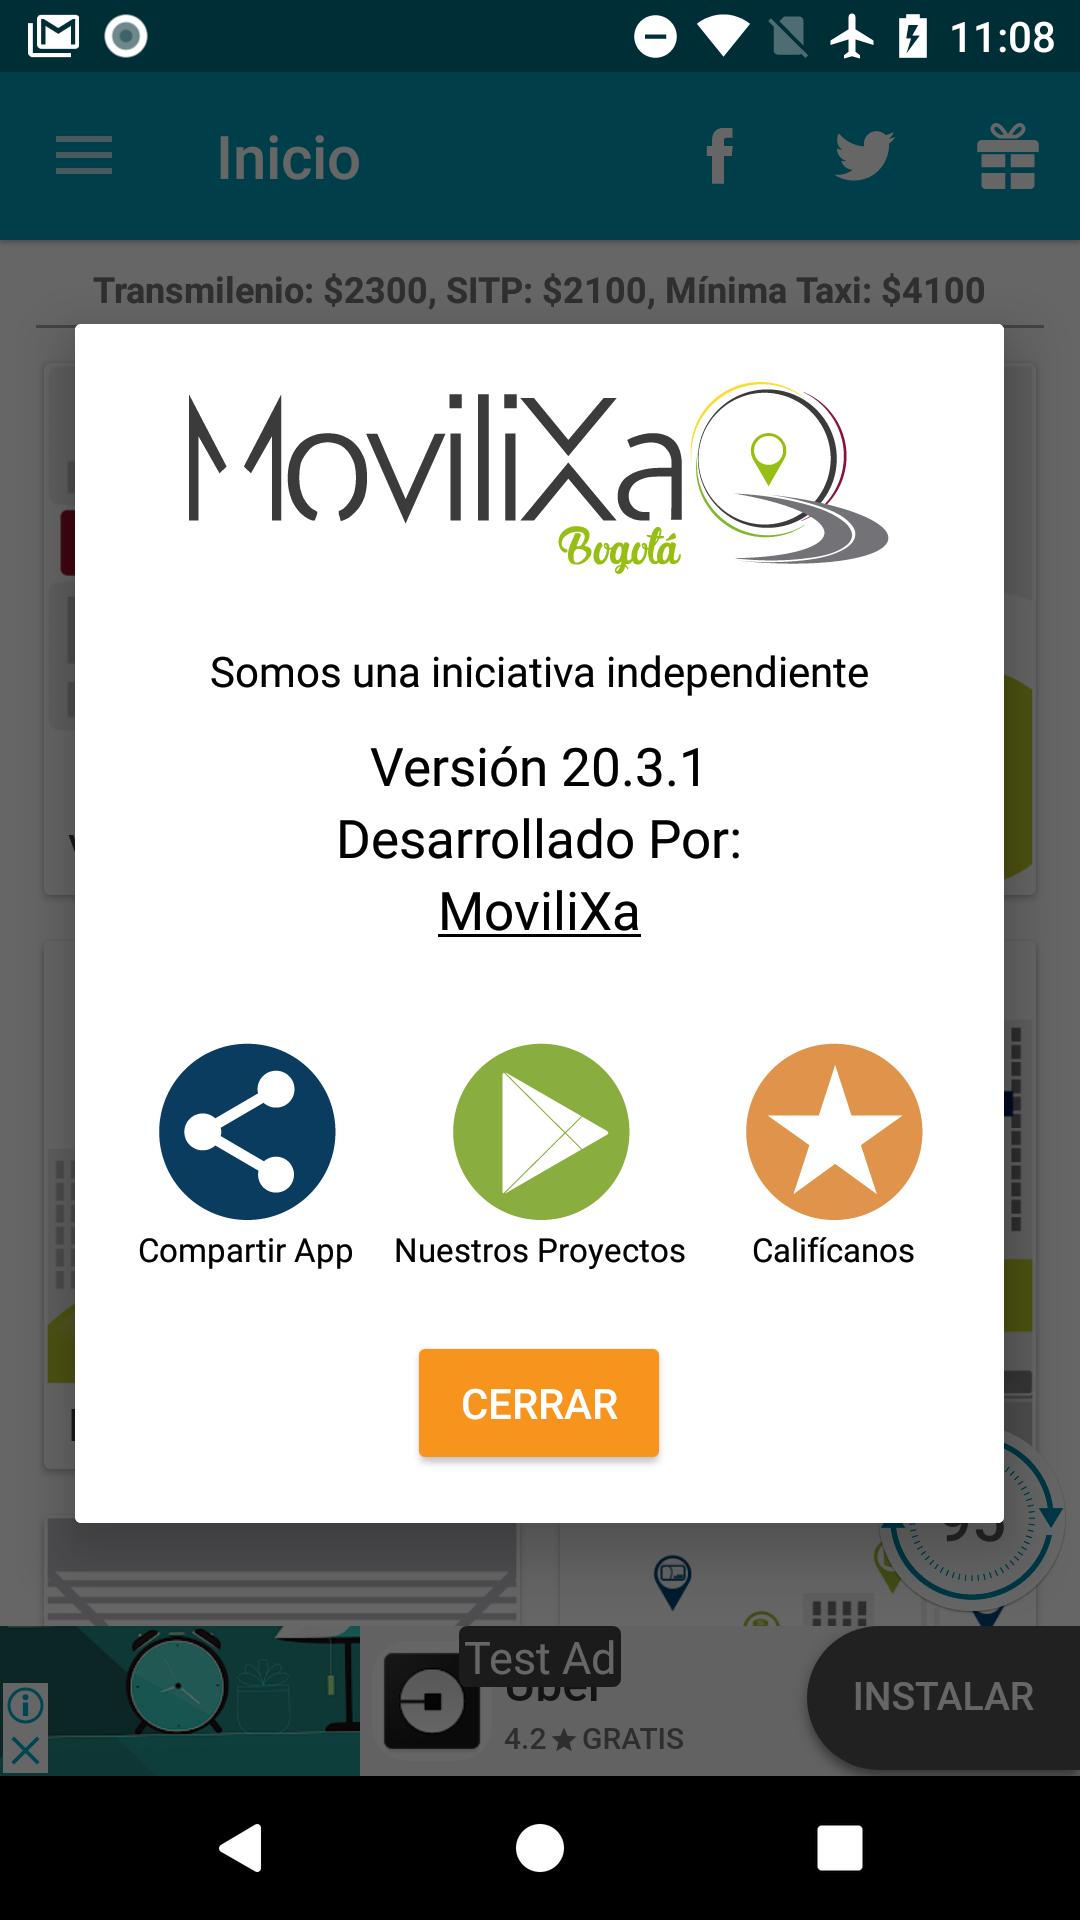 11:08
Inicio
Transmilenio: $2300, SITP: $2100, Mínima Taxi: $4100
MoviliXa
Bogotá
Somos una iniciativa independiente
Versión 20.3.1
Desarrollado Por:
MoviliXa
Compartir App
Nuestros Proyectos
Califícanos
CERRAR
Test Ad
Uber
4.2★GRATIS
INSTALAR